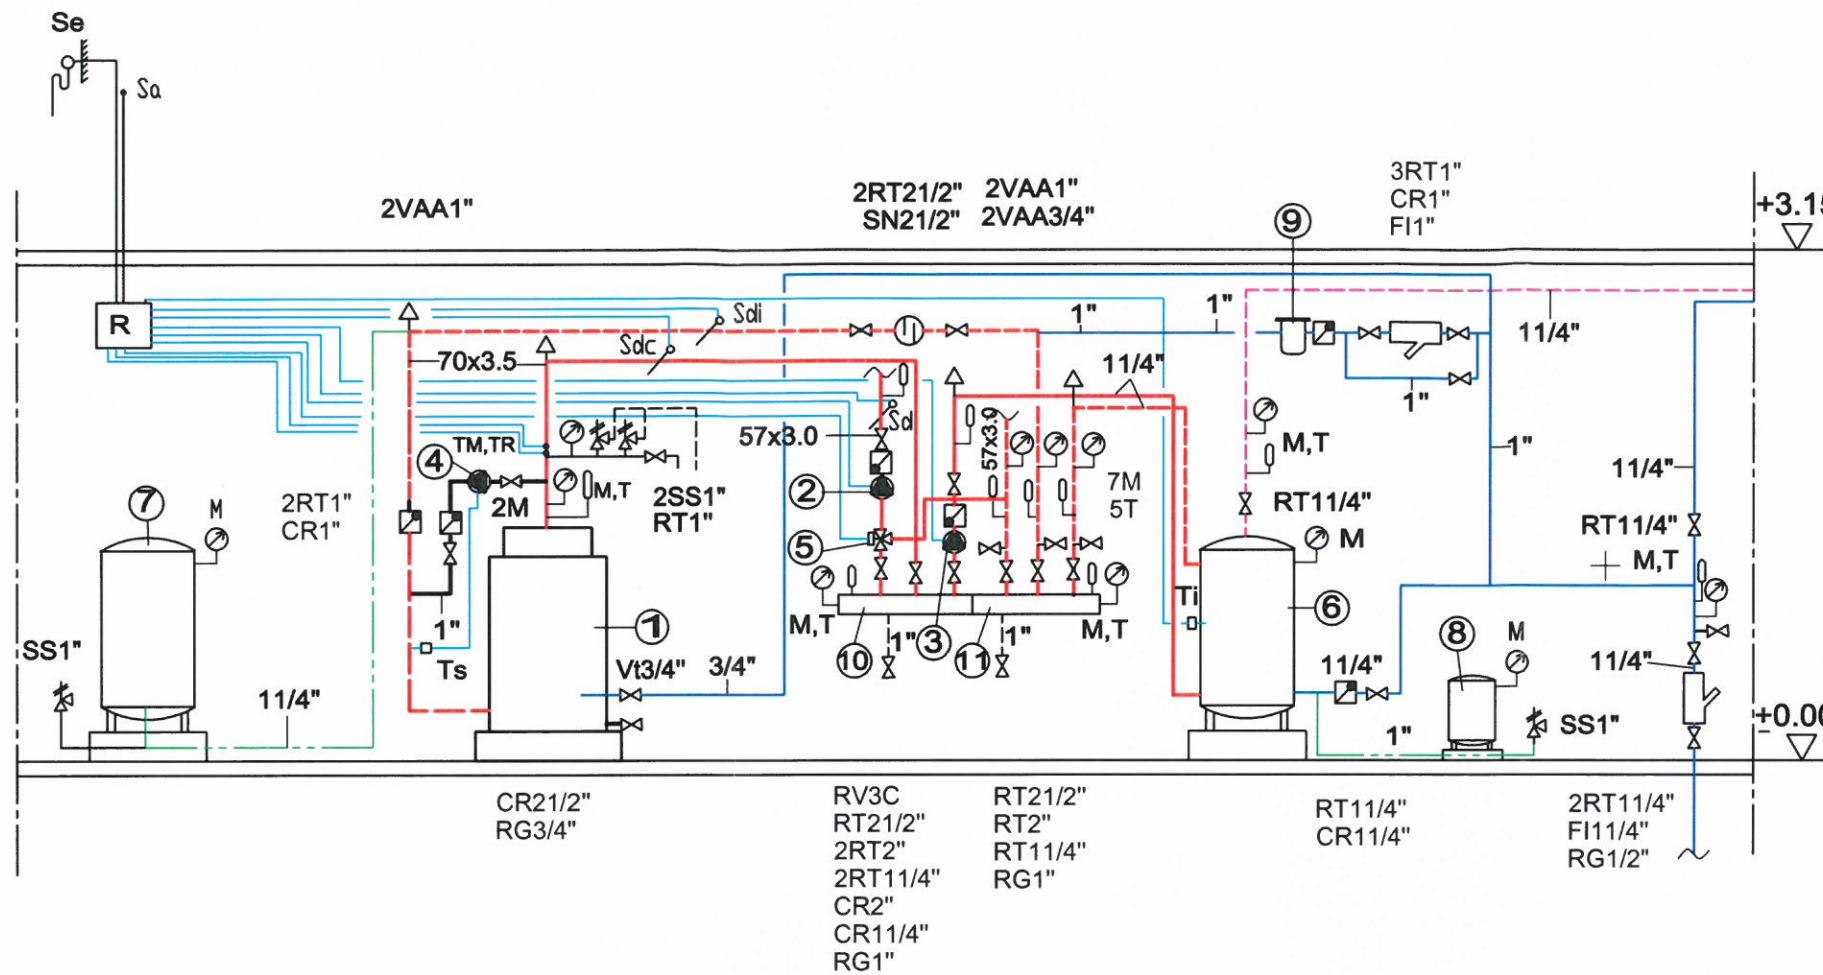 Se
Sa
2VAA1"
2RT21/2" 2VAA1"
SN21/2" 2VAA3/4"
3RT1"
CR1"
FI1"
9
R
Sdi
Sdc
70x3.5
1"
1"
11/4"
11/4"
1"
Sd
57x3.0
57x3.0
TM,TR
4
2M
M,T
2SS1"
RT1"
2
5
7M
5T
M,T
RT11/4"
M
1"
11/4"
RT11/4"
M,T
7
M
2RT1"
CR1"
1"
Ts
1
Vt3/4"
3/4"
M,T
10
1"
3
11
1"
M,T
Ti
6
11/4"
8
M
11/4"
SS1"
11/4"
1"
SS1"
CR21/2"
RG3/4"
RV3C
RT21/2"
2RT2"
2RT11/4"
CR2"
CR11/4"
RG1"
RT21/2"
RT2"
RT11/4"
RG1"
RT11/4"
CR11/4"
2RT11/4"
FI11/4"
RG1/2"